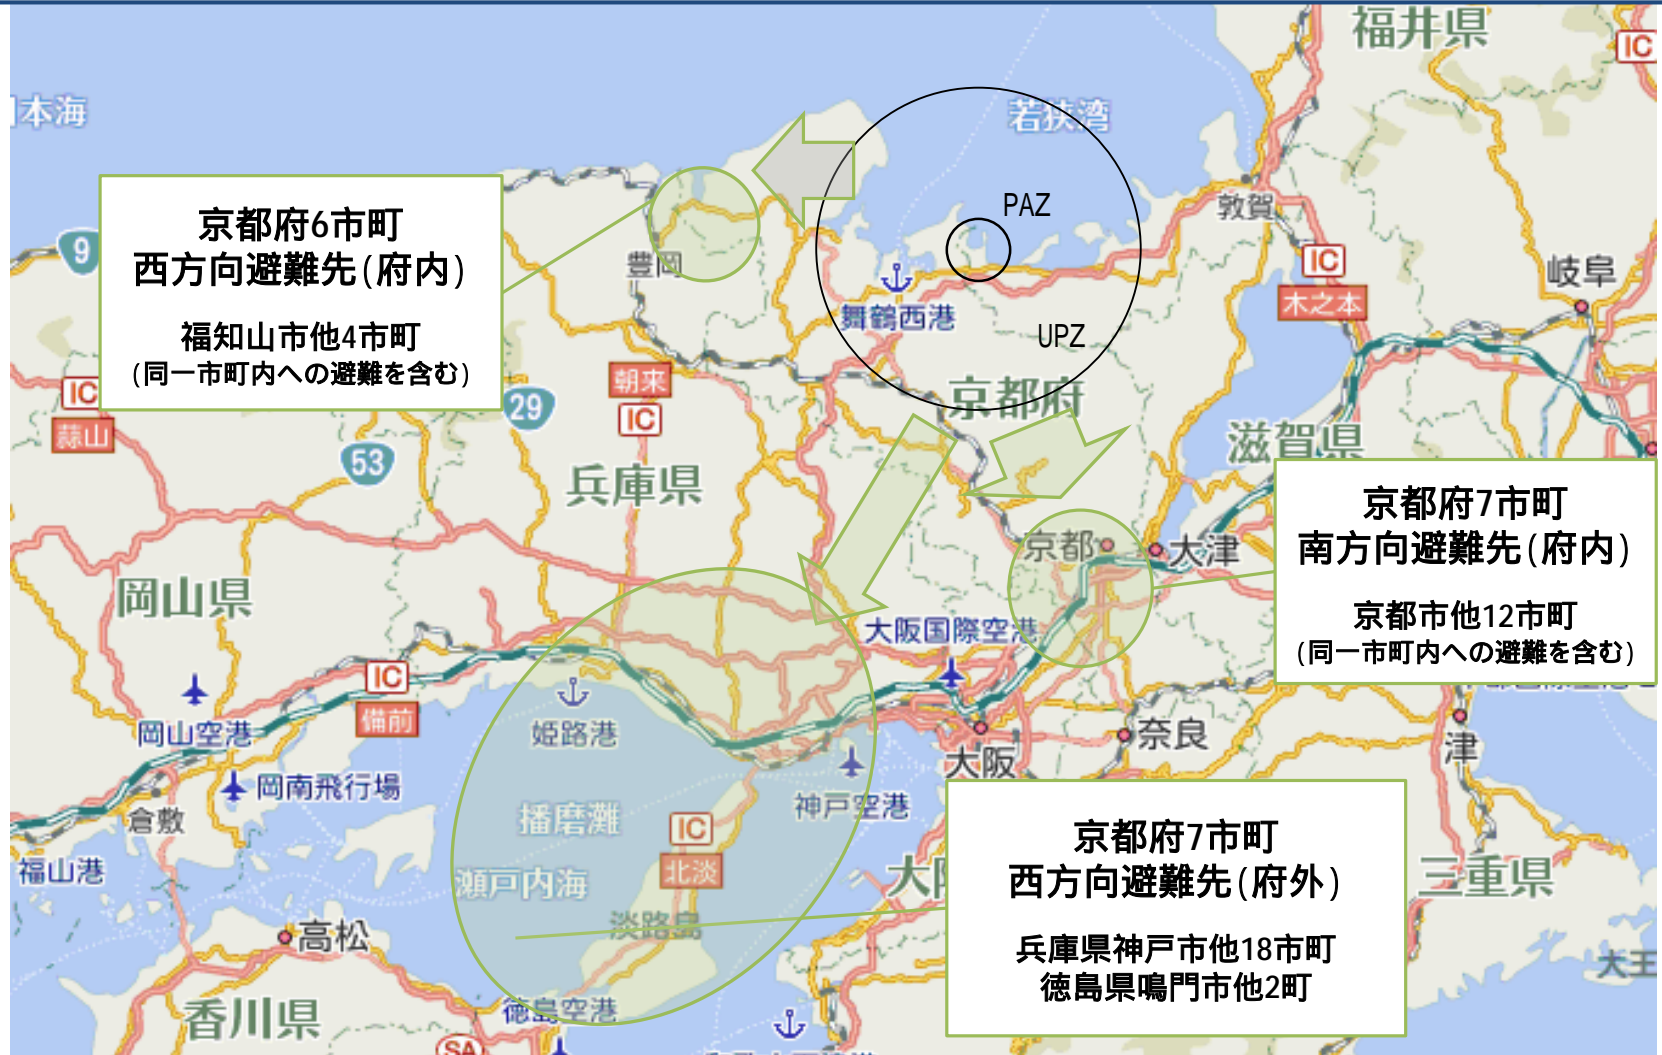 福井県
IC
本海
若狭湾
PAZ
敦賀
京都府6市町
西方向避難先(府内)
福知山市他4市町
(同一市町内への避難を含む)
9
豊岡
IC
木之本
岐阜
舞鶴西港
UPZ
朝来
IC
29
京都府
IC
蒜山
53
滋賀県
兵庫県
京都府7市町
南方向避難先(府内)
京都市他12市町
(同一市町内への避難を含む)
京都
大津
岡山県
大阪国際空港
IC
備前
岡山空港
姫路港
奈良
大阪
津
岡南飛行場
神戸空港
倉敷
播磨灘
IC
北淡
福山港
瀬戸内海
大阪
三重県
京都府7市町
西方向避難先(府外)
兵庫県神戸市他18市町
徳島県鳴門市他2町
淡路島
高松
大王
香川県
徳島空港
SA